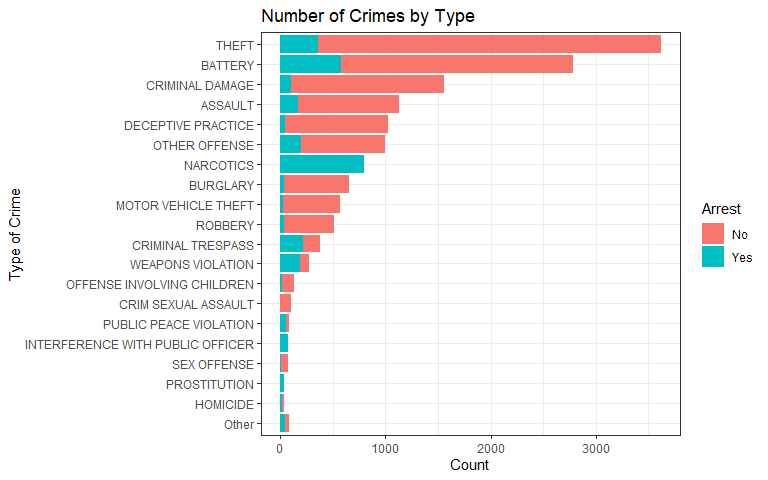 Number of Crimes by Type
Type of Crime
THEFT
BATTERY
CRIMINAL DAMAGE
ASSAULT
DECEPTIVE PRACTICE
OTHER OFFENSE
NARCOTICS
BURGLARY
MOTOR VEHICLE THEFT
ROBBERY
CRIMINAL TRESPASS
WEAPONS VIOLATION
OFFENSE INVOLVING CHILDREN
CRIM SEXUAL ASSAULT
PUBLIC PEACE VIOLATION
INTERFERENCE WITH PUBLIC OFFICER
SEX OFFENSE
PROSTITUTION
HOMICIDE
Other
0 1000 2000 3000
Count
Arrest
No
Yes